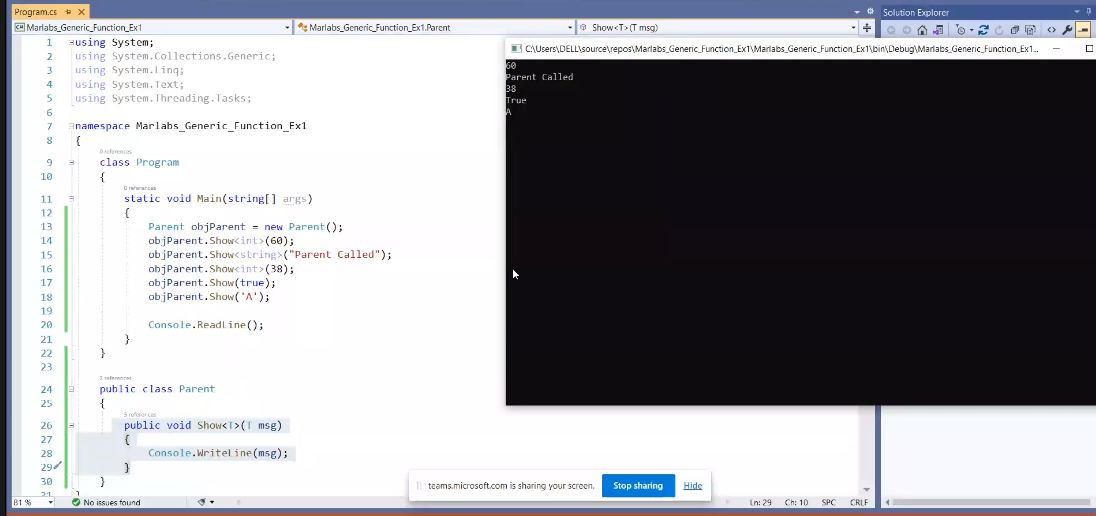 Program.cs
Solution Explorer
Marlabs_Generic_Function_Ex1
Marlabs_Generic_Function_Ex1.Parent
Show<T>(T msg)
1 using System;
2 using System.Collections.Generic;
3 using System.Linq;
4 using System.Text;
5 using System.Threading.Tasks;
6
7 namespace Marlabs_Generic_Function_Ex1
8 {
0 references
9 class Program
10 {
0 references
11 static void Main(string[] args)
12 {
13 Parent objParent = new Parent();
14 objParent.Show<int>(60);
15 objParent.Show<string>("Parent Called");
16 objParent.Show<int>(38);
17 objParent.Show(true);
18 objParent.Show('A');
19
20 Console.ReadLine();
21 }
22 }
23
2 references
24 public class Parent
25 {
5 references
26 public void Show<T>(T msg)
27 {
28 Console.WriteLine(msg);
29 }
30 }
31 }
C:\Users\DELL\source\repos\Marlabs_Generic_Function_Ex1\Marlabs_Generic_Function_Ex1\bin\Debug\Marlabs_Generic_Function_Ex1...
60
Parent Called
38
True
A
teams.microsoft.com is sharing your screen.
Stop sharing
Hide
81 %
No issues found
Ln: 29
Ch: 10
SPC
CRLF